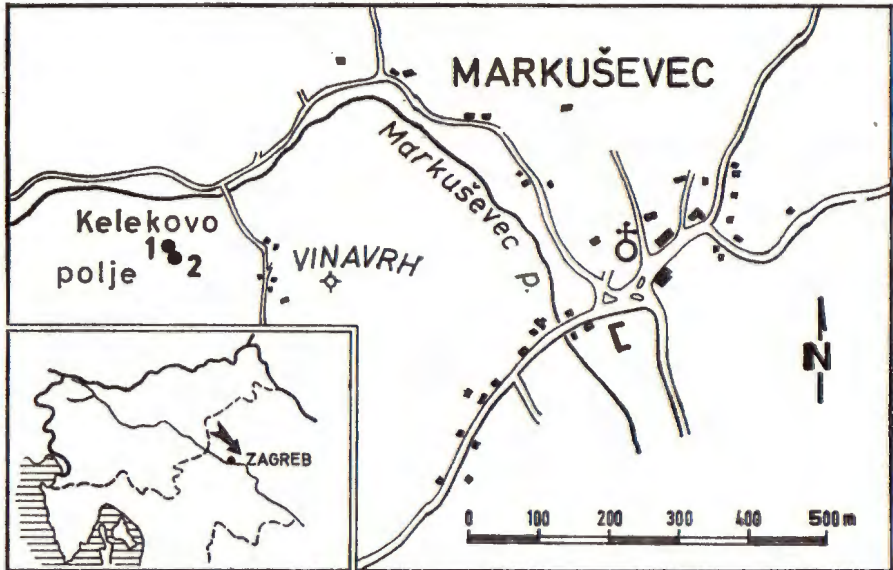 MARKUŠEVEC
Markuševec p.
Kelekovo
1
2
polje
VINAVRH
N
ZAGREB
0 100 200 300 400 500 m